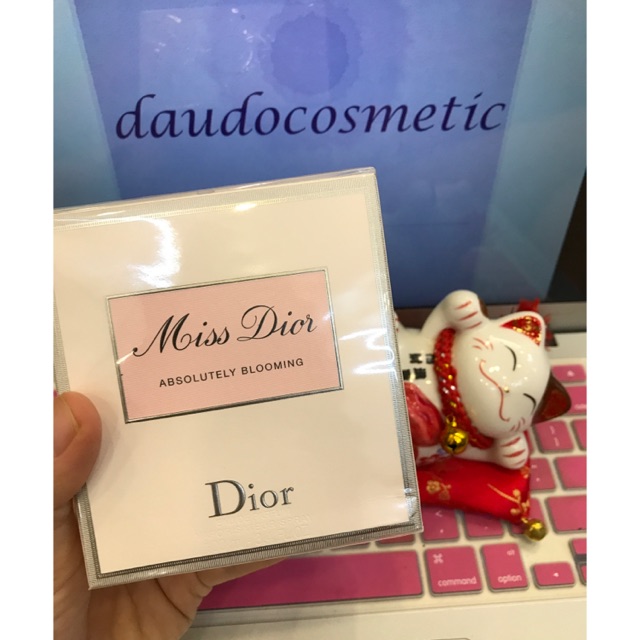 daudocosmetic
Miss Dior
ABSOLUTELY BLOOMING
Dior
command
option